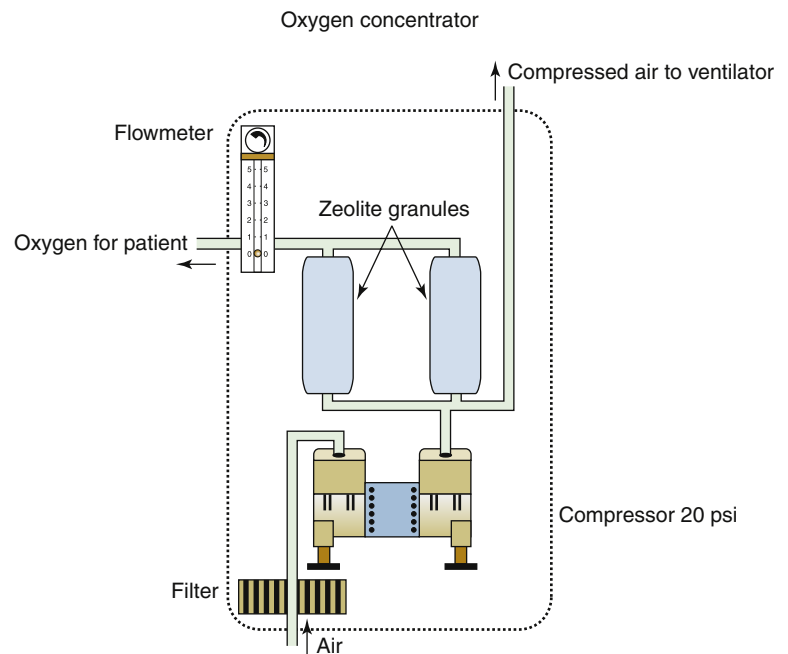 Oxygen concentrator
Compressed air to ventilator
Flowmeter
5 5
4 4
3 3
2 2
1 1
0 0
Zeolite granules
Oxygen for patient
Compressor 20 psi
Filter
Air